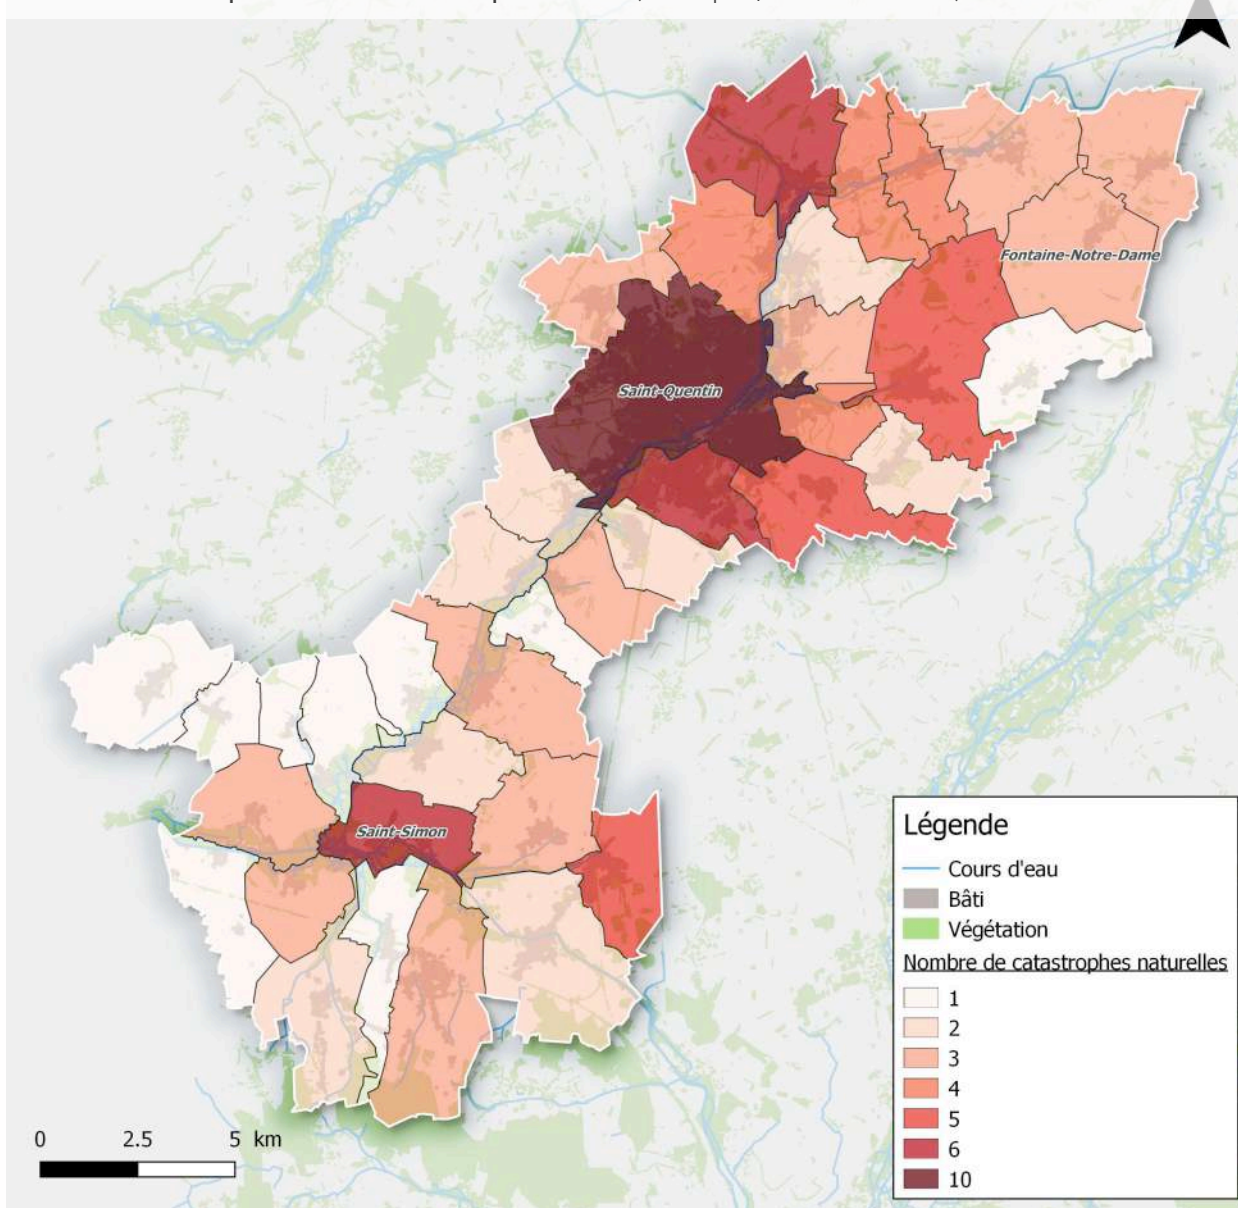 Fontaine-Notre-Dame
Saint-Quentin
Saint-Simon
Légende
Cours d'eau
Bâti
Végétation
Nombre de catastrophes naturelles
1
2
3
4
5
6
10
0 2.5 5 km